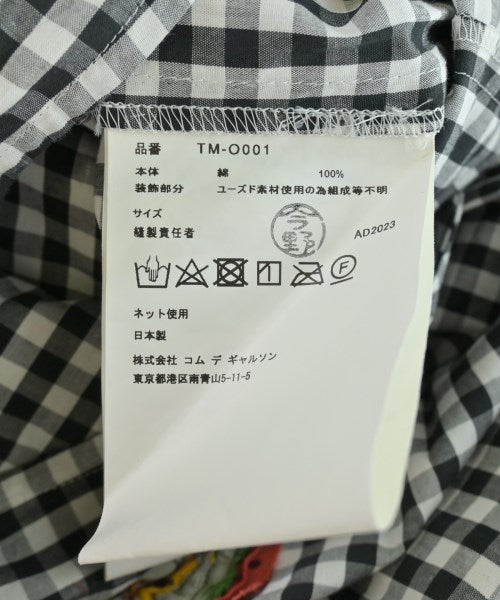 品番 TM-O001
本体 綿 100%
装飾部分 ユーズド素材使用の為組成等不明
サイズ
縫製責任者 今野 AD2023
F
ネット使用
日本製
株式会社 コム デ ギャルソン
東京都港区南青山5-11-5